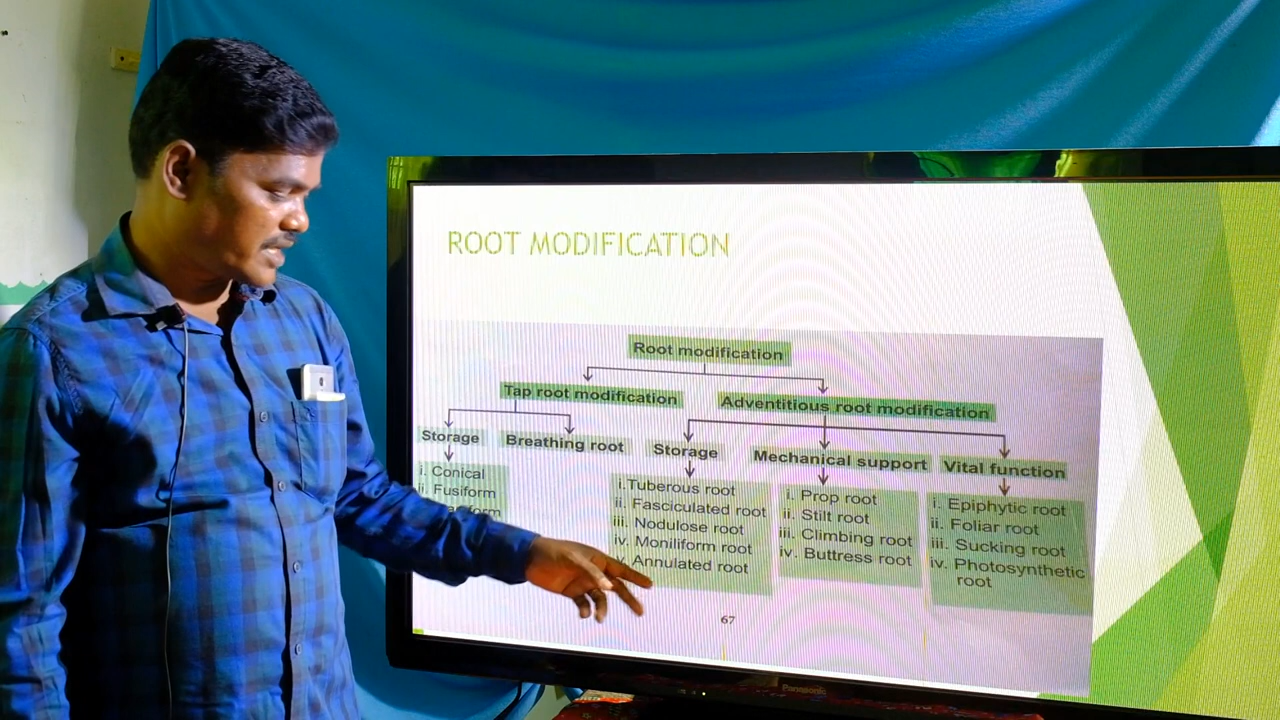 ROOT MODIFICATION
Root modification
Tap root modification
Adventitious root modification
Storage
Breathing root
Storage
Mechanical support
Vital function
i. Conical
ii. Fusiform
i. Tuberous root
ii. Fasciculated root
iii. Nodulose root
iv. Moniliform root
Annulated root
i. Prop root
ii. Stilt root
iii. Climbing root
iv. Buttress root
i. Epiphytic root
ii. Foliar root
iii. Sucking root
iv. Photosynthetic
root
67
Panasonic